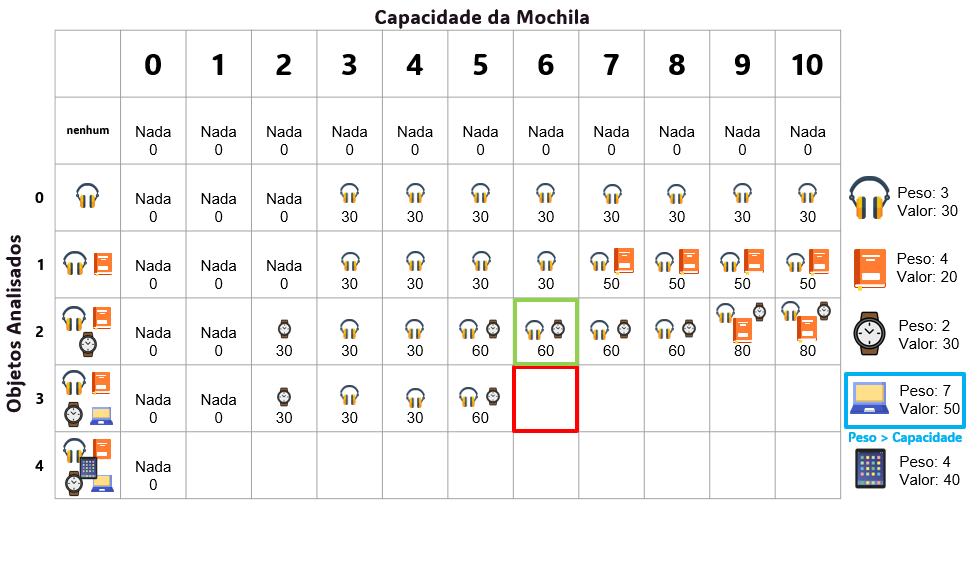 Capacidade da Mochila
0 1 2 3 4 5 6 7 8 9 10
nenhum
Nada Nada Nada Nada Nada Nada Nada Nada Nada Nada Nada
0 0 0 0 0 0 0 0 0 0 0
Objetos Analisados
0
Nada Nada Nada
0 0 0 30 30 30 30 30 30 30 30
Peso: 3
Valor: 30
1
Nada Nada Nada
0 0 0 30 30 30 30 50 50 50 50
Peso: 4
Valor: 20
2
Nada Nada
0 0 30 30 30 60 60 60 60 80 80
Peso: 2
Valor: 30
3
Nada Nada
0 0 30 30 30 60
Peso: 7
Valor: 50
Peso > Capacidade
4
Nada
0
Peso: 4
Valor: 40